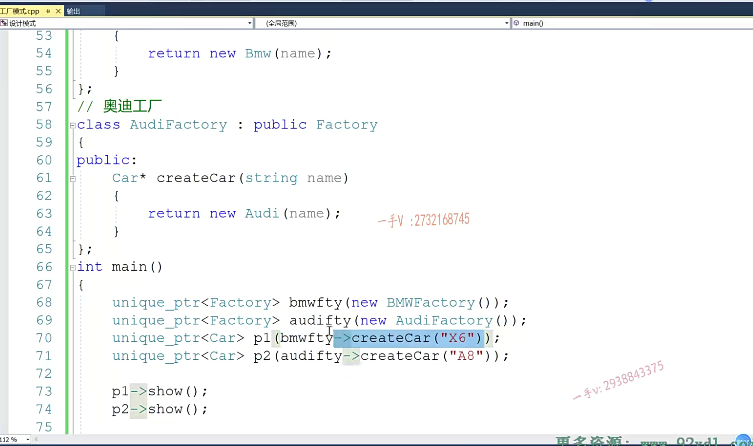 工厂模式.cpp 输出
设计模式 (全局范围) main()
53 {
54 return new Bmw(name);
55 }
56 };
57 // 奥迪工厂
58 class AudiFactory : public Factory
59 {
60 public:
61 Car* createCar(string name)
62 {
63 return new Audi(name);
64 }
65 };
66 int main()
67 {
68 unique_ptr<Factory> bmwfty(new BMWFactory());
69 unique_ptr<Factory> audifty(new AudiFactory());
70 unique_ptr<Car> p1(bmwfty->createCar("X6"));
71 unique_ptr<Car> p2(audifty->createCar("A8"));
72
73 p1->show();
74 p2->show();
75
一手V :2732168745
一手v: 2938843375
112 %
更多资源: www.92xdl.co